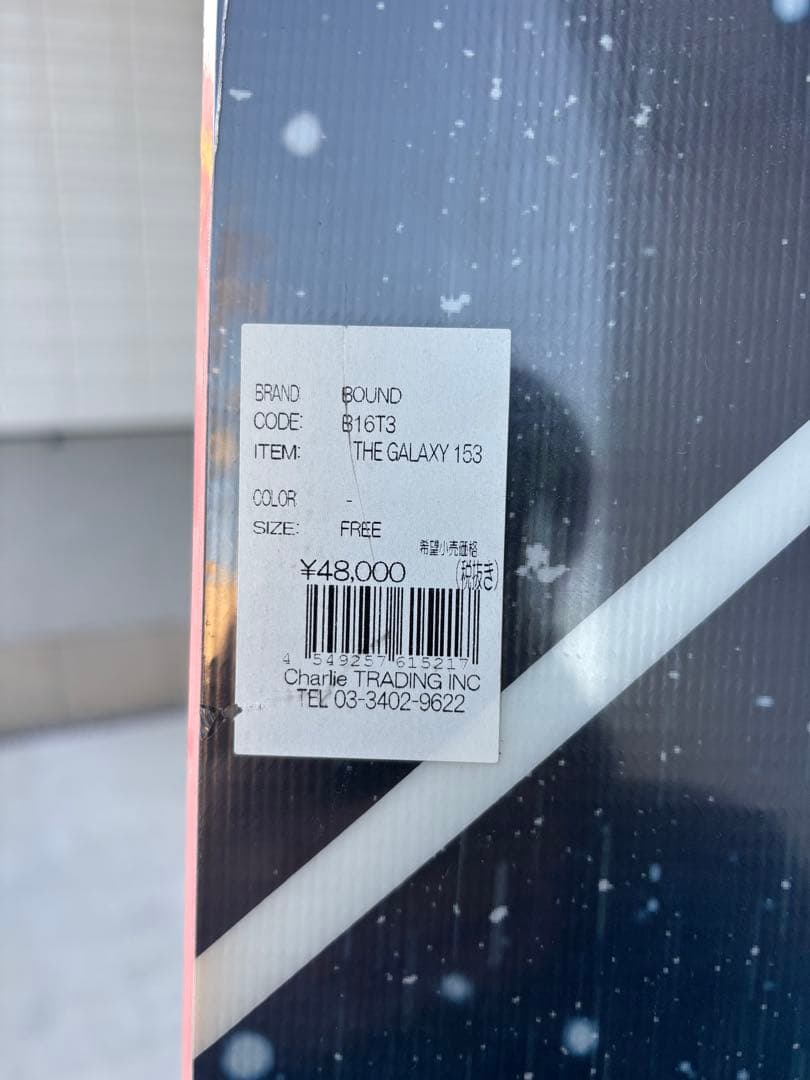 BRAND BOUND
CODE: B16T3
ITEM: THE GALAXY 153
COLOR -
SIZE: FREE
希望小売価格
¥48,000 (税抜き)
4 549257 615217
Charlie TRADING INC
TEL 03-3402-9622